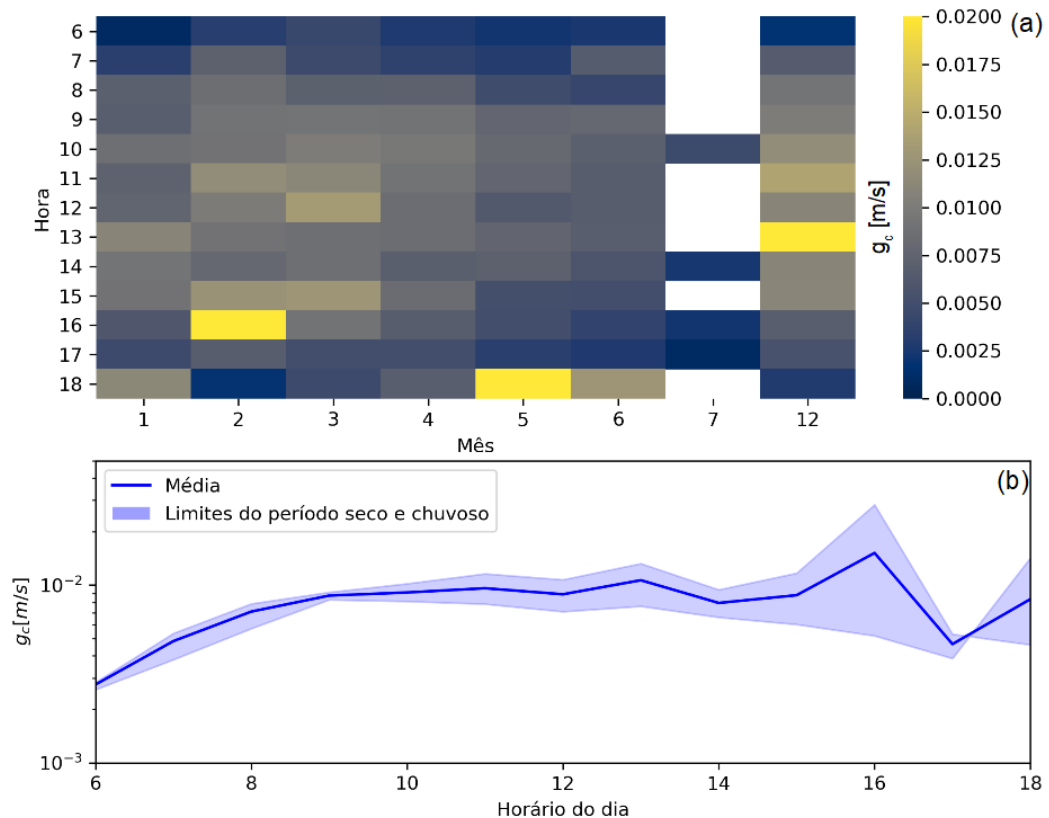 (a)
Hora
6
7
8
9
10
11
12
13
14
15
16
17
18
1 2 3 4 5 6 7 12
Mês
0.0200
0.0175
0.0150
0.0125
0.0100
0.0075
0.0050
0.0025
0.0000
g_c [m/s]
(b)
Média
Limites do período seco e chuvoso
g_c[m/s]
10⁻²
10⁻³
6 8 10 12 14 16 18
Horário do dia